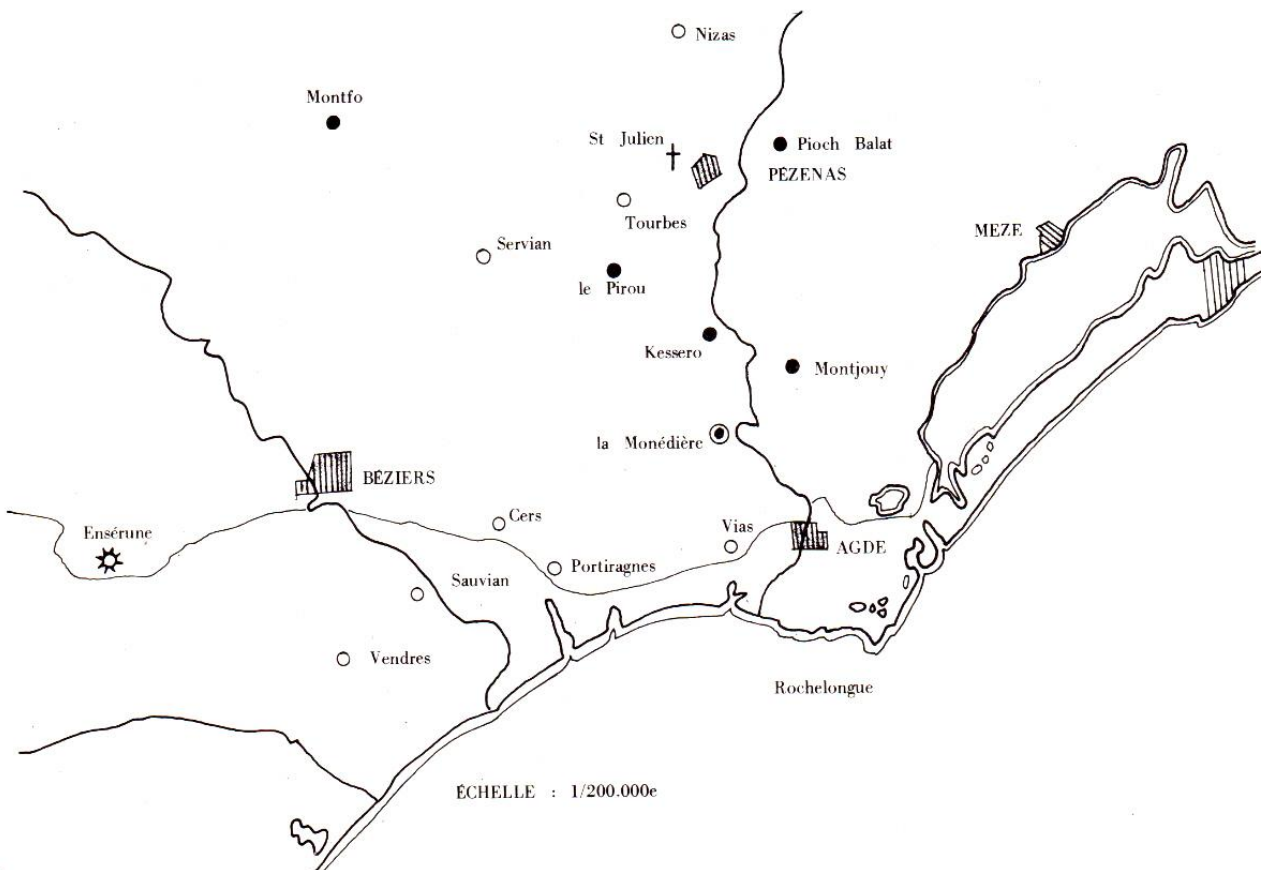 Nizas
Montfo
St Julien
Pioch Balat
PÉZENAS
Tourbes
MEZE
Servian
le Pirou
Kessero
Montjouy
la Monédière
BÉZIERS
Cers
Vias
Ensérune
AGDE
Portiragnes
Sauvian
Vendres
Rochelongue
ÉCHELLE : 1/200.000e